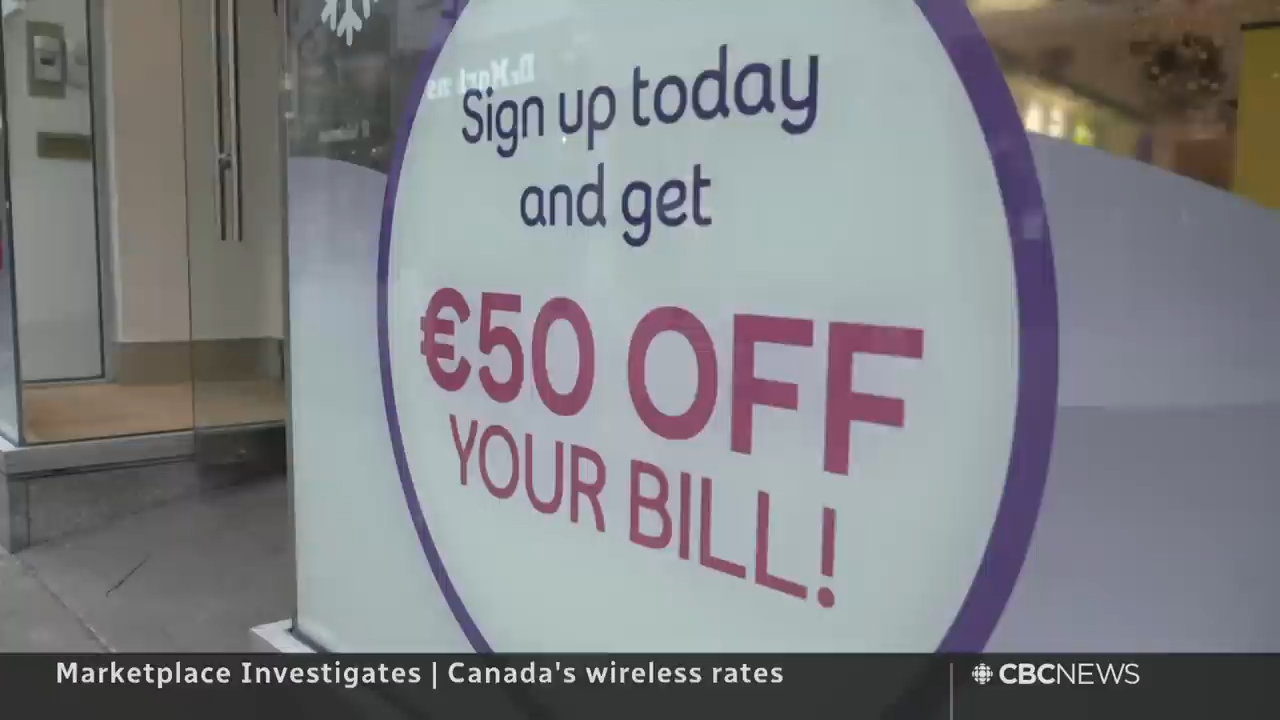 Sign up today
and get
€50 OFF
YOUR BILL!
Marketplace Investigates | Canada's wireless rates
CBCNEWS